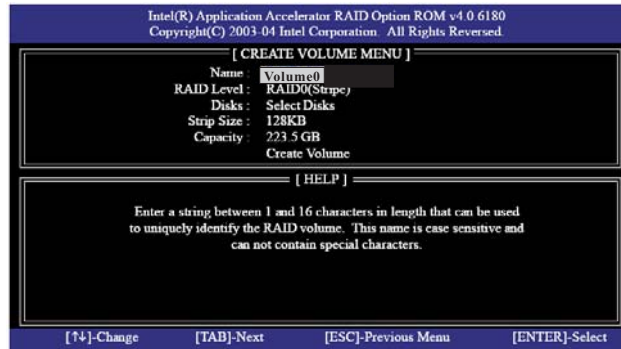 Intel(R) Application Accelerator RAID Option ROM v4.0 6180
Copyright(C) 2003-04 Intel Corporation. All Rights Reversed.
[ CREATE VOLUME MENU ]
Name : Volume0
RAID Level : RAID0(Stripe)
Disks : Select Disks
Strip Size : 128KB
Capacity : 223.5 GB
Create Volume
[ HELP ]
Enter a string between 1 and 16 characters in length that can be used
to uniquely identify the RAID volume. This name is case sensitive and
can not contain special characters.
[↑↓]-Change [TAB]-Next [ESC]-Previous Menu [ENTER]-Select